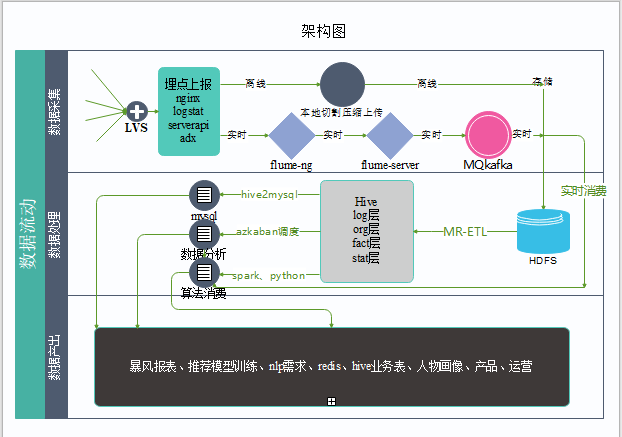 架构图
数据流动
数据采集
LVS
埋点上报
nginx
logstat
serverapi
adx
离线
离线
存储
本地切割压缩上传
实时
实时
实时
实时
flume-ng
flume-server
MQkafka
实时消费
数据处理
mysql
hive2mysql
数据分析
azkaban调度
算法消费
spark、python
Hive
log层
org层
fact层
stat层
MR-ETL
HDFS
数据产出
暴风报表、推荐模型训练、nlp需求、redis、hive业务表、人物画像、产品、运营